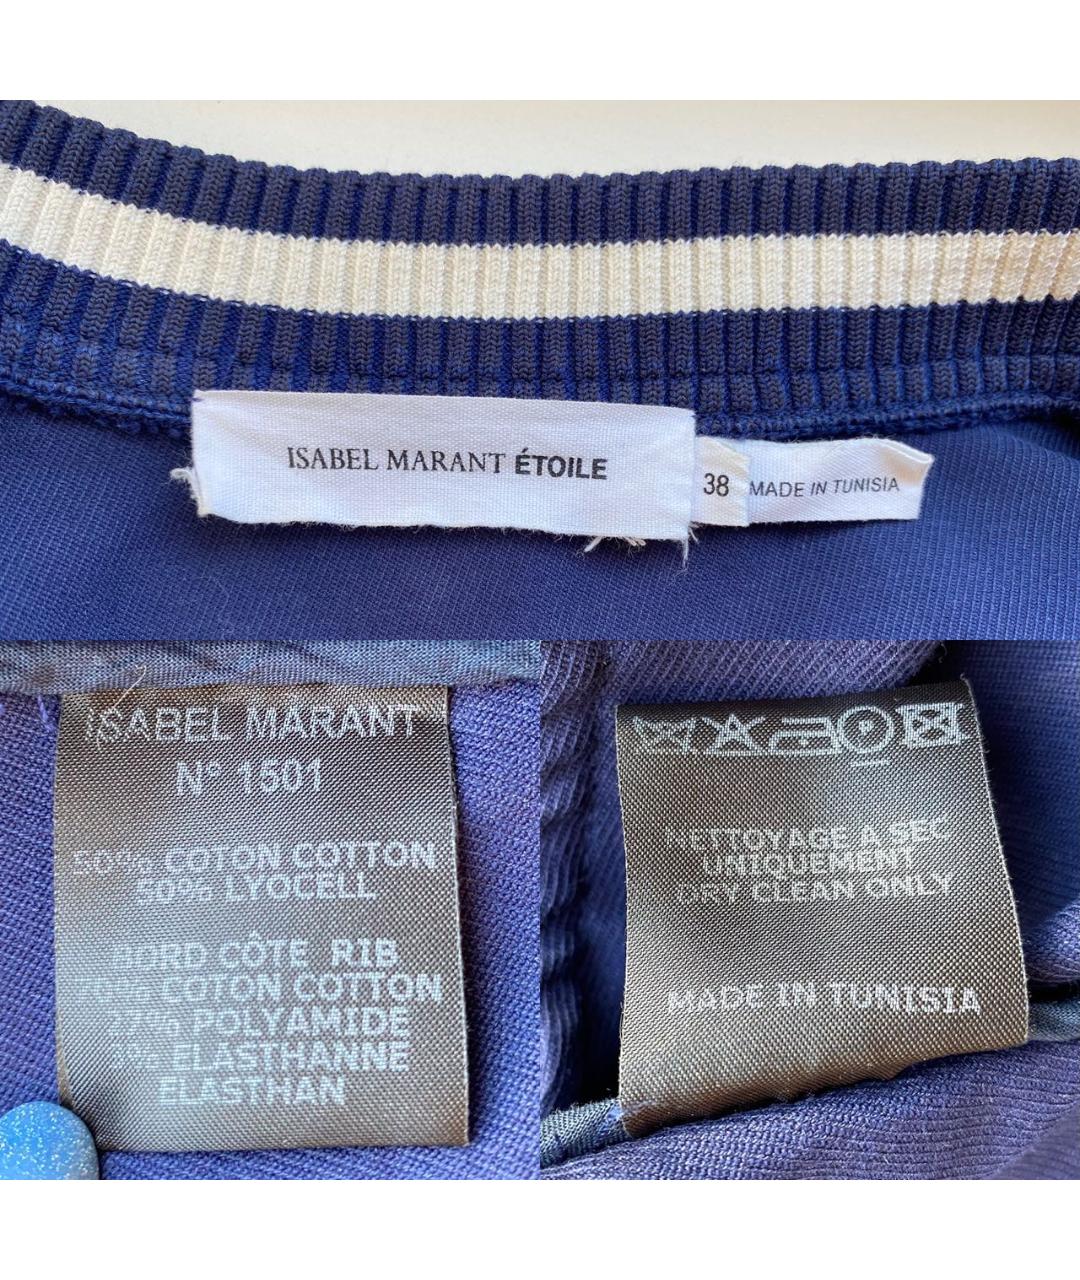 ISABEL MARANT ÉTOILE
38
MADE IN TUNISIA
ISABEL MARANT
N° 1501
50% COTON COTTON
50% LYOCELL
BORD CÔTE RIB
COTON COTTON
POLYAMIDE
ELASTHANNE
ELASTHAN
NETTOYAGE A SEC
UNIQUEMENT
DRY CLEAN ONLY
MADE IN TUNISIA